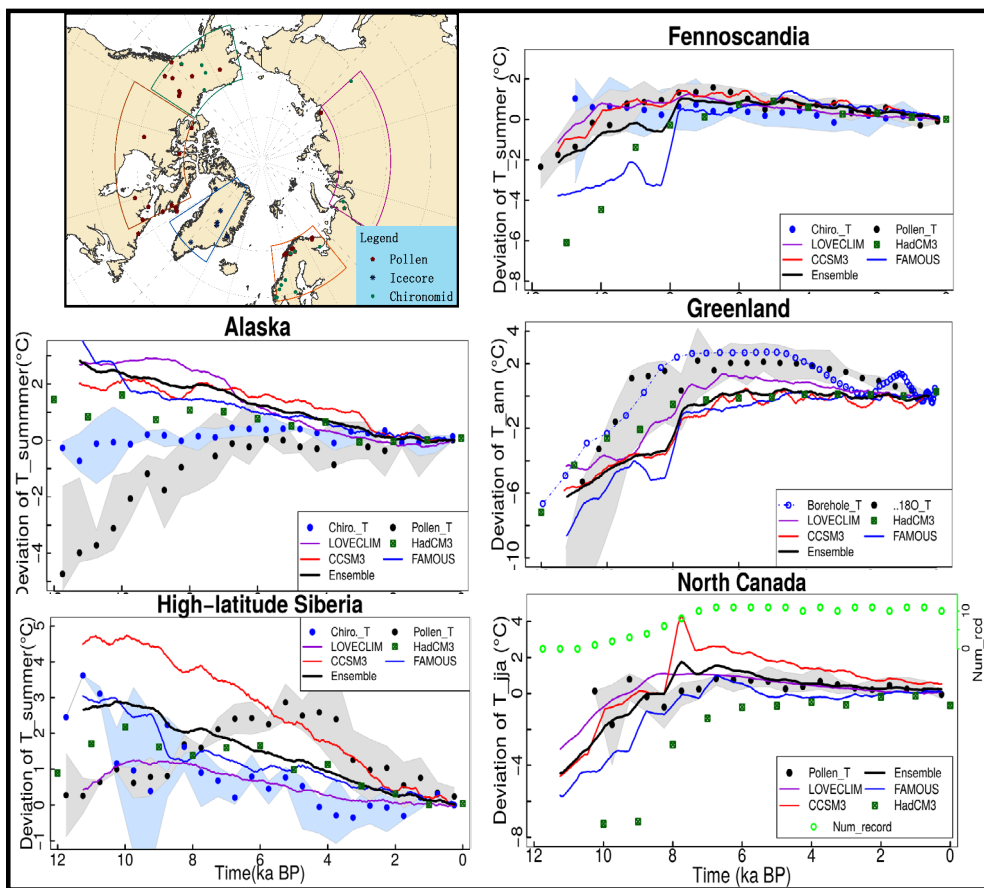 Legend
Pollen
Icecore
Chironomid
Fennoscandia
Deviation of T_summer(°C)
2
0
-2
-4
-6
-8
Chiro._T
Pollen_T
LOVECLIM
HadCM3
CCSM3
FAMOUS
Ensemble
Alaska
Deviation of T_summmer(°C)
2
0
-2
-4
Chiro._T
Pollen_T
LOVECLIM
HadCM3
CCSM3
FAMOUS
Ensemble
Greenland
Deviation of T_ann (°C)
4
2
0
-2
-6
-10
Borehole_T
..18O_T
LOVECLIM
HadCM3
CCSM3
FAMOUS
Ensemble
High-latitude Siberia
Deviation of T_summer(°C)
5
4
3
2
1
0
-1
Chiro._T
Pollen_T
LOVECLIM
HadCM3
CCSM3
FAMOUS
Ensemble
12 10 8 6 4 2 0
Time(ka BP)
North Canada
Deviation of T_jja (°C)
4
2
0
-4
-8
0
10
Num_rcd
Pollen_T
Ensemble
LOVECLIM
FAMOUS
CCSM3
HadCM3
Num_record
12 10 8 6 4 2 0
Time (ka BP)